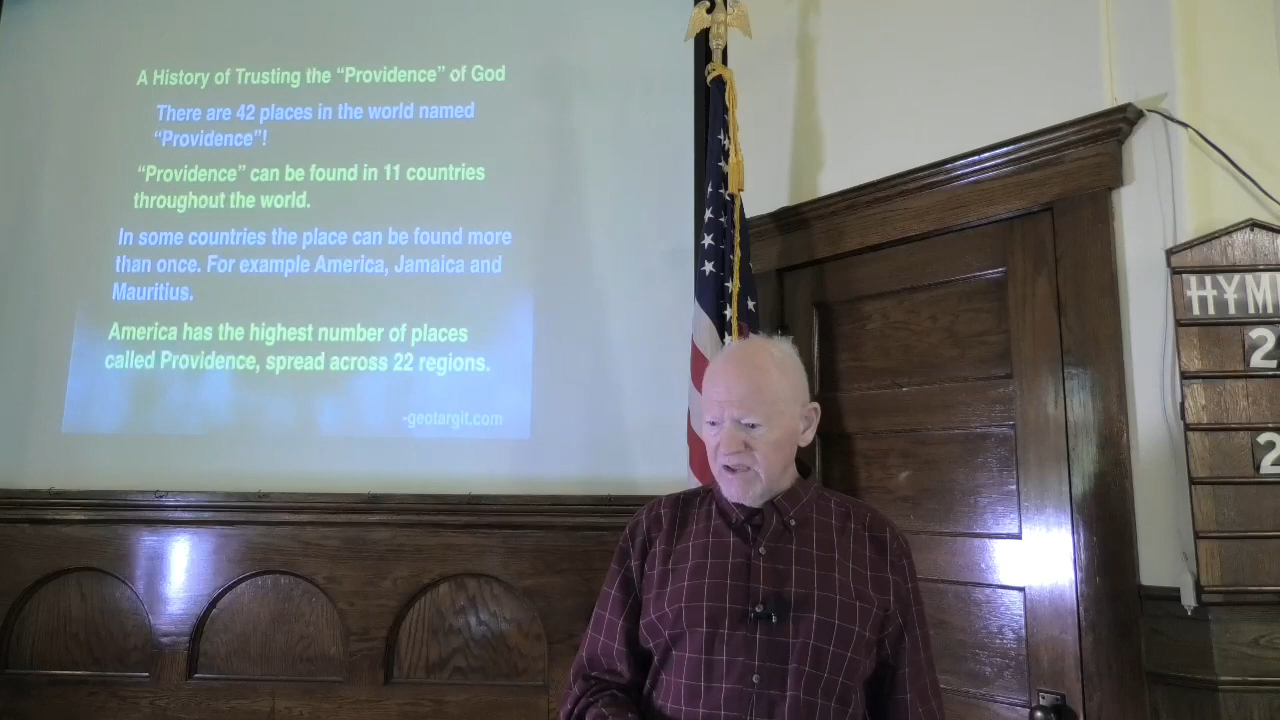 A History of Trusting the “Providence” of God
There are 42 places in the world named
“Providence”!
“Providence” can be found in 11 countries
throughout the world.
In some countries the place can be found more
than once. For example America, Jamaica and
Mauritius.
America has the highest number of places
called Providence, spread across 22 regions.
-geotargit.com
HYM
2
2